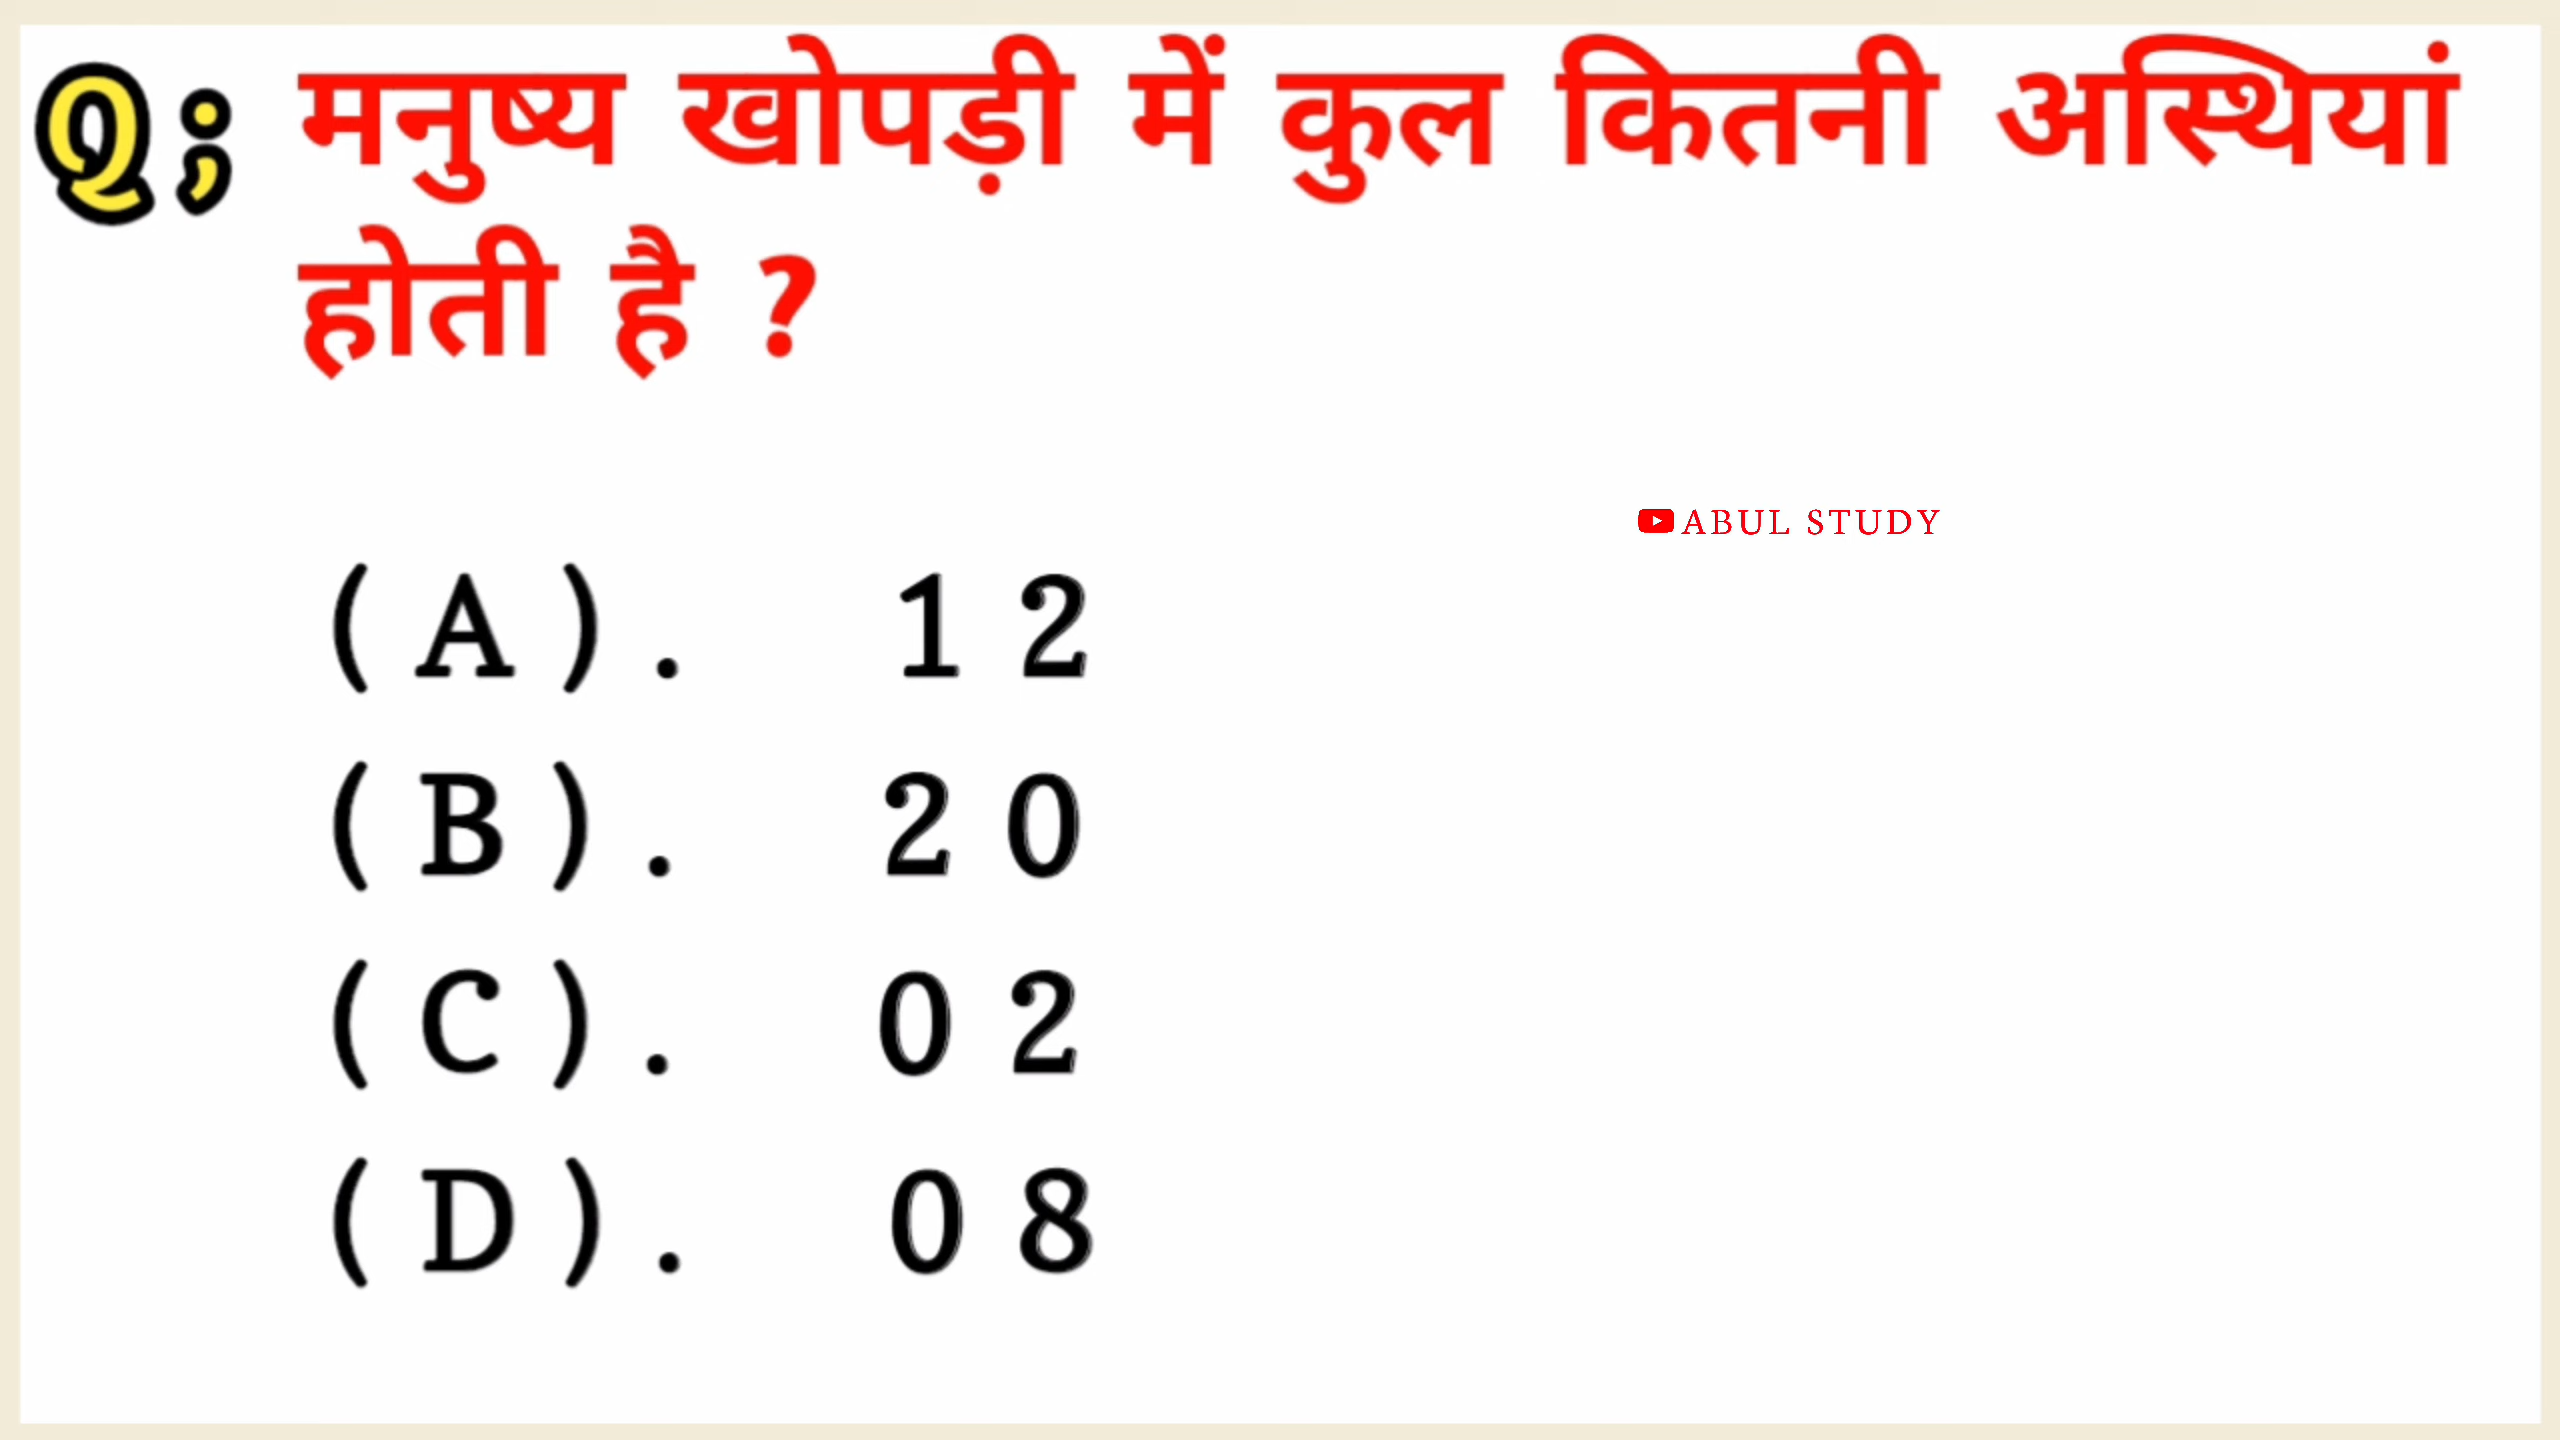 Q; मनुष्य खोपड़ी में कुल कितनी अस्थियां
होती है ?
ABUL STUDY
(A). 12
(B). 20
(C). 02
(D). 08